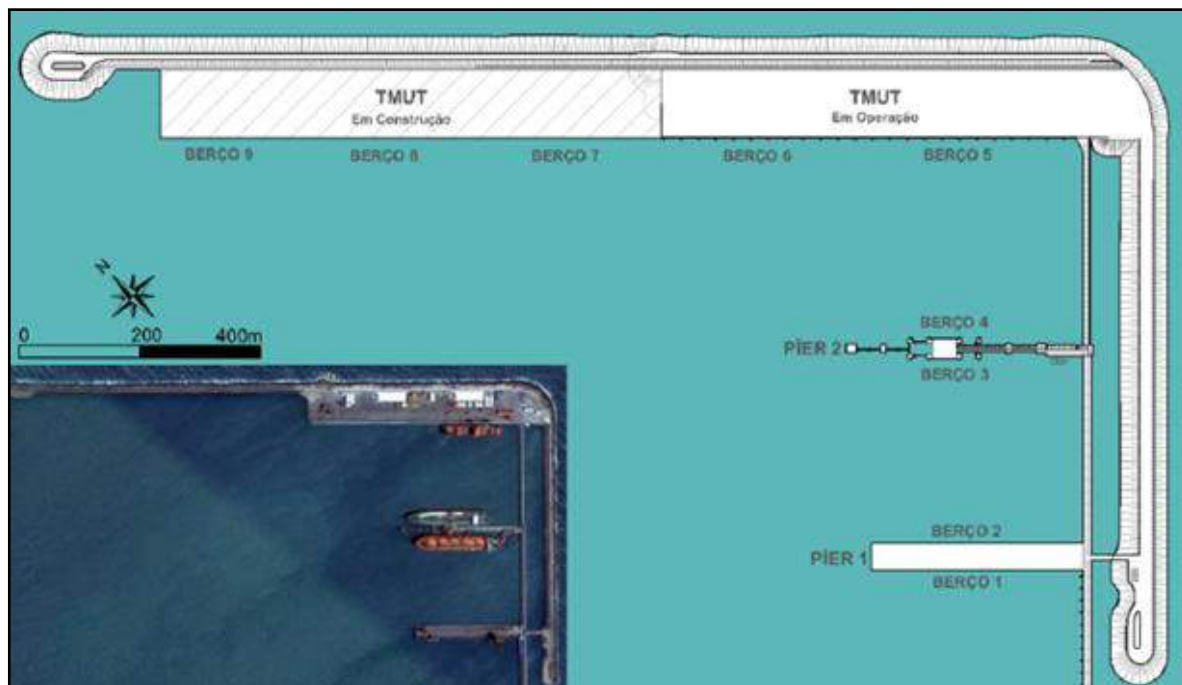 TMUT
Em Construção
TMUT
Em Operação
BERÇO 9
BERÇO 8
BERÇO 7
BERÇO 6
BERÇO 5
N
0 200 400m
BERÇO 4
PÍER 2
BERÇO 3
BERÇO 2
PÍER 1
BERÇO 1